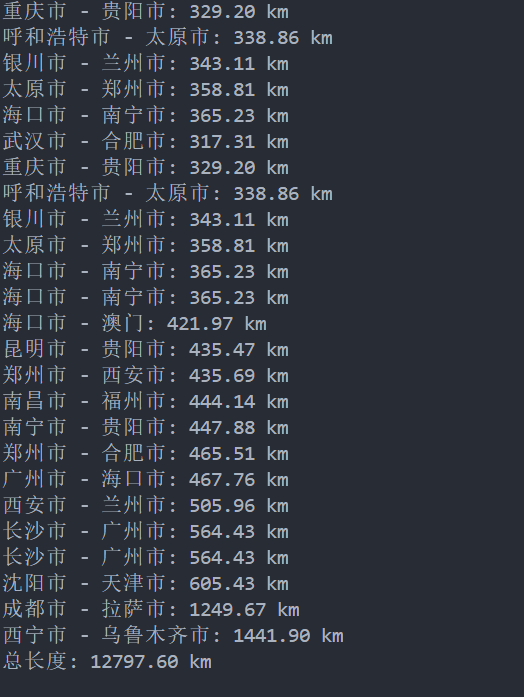 重庆市 - 贵阳市: 329.20 km
呼和浩特市 - 太原市: 338.86 km
银川市 - 兰州市: 343.11 km
太原市 - 郑州市: 358.81 km
海口市 - 南宁市: 365.23 km
武汉市 - 合肥市: 317.31 km
重庆市 - 贵阳市: 329.20 km
呼和浩特市 - 太原市: 338.86 km
银川市 - 兰州市: 343.11 km
太原市 - 郑州市: 358.81 km
海口市 - 南宁市: 365.23 km
海口市 - 南宁市: 365.23 km
海口市 - 澳门: 421.97 km
昆明市 - 贵阳市: 435.47 km
郑州市 - 西安市: 435.69 km
南昌市 - 福州市: 444.14 km
南宁市 - 贵阳市: 447.88 km
郑州市 - 合肥市: 465.51 km
广州市 - 海口市: 467.76 km
西安市 - 兰州市: 505.96 km
长沙市 - 广州市: 564.43 km
长沙市 - 广州市: 564.43 km
沈阳市 - 天津市: 605.43 km
成都市 - 拉萨市: 1249.67 km
西宁市 - 乌鲁木齐市: 1441.90 km
总长度: 12797.60 km